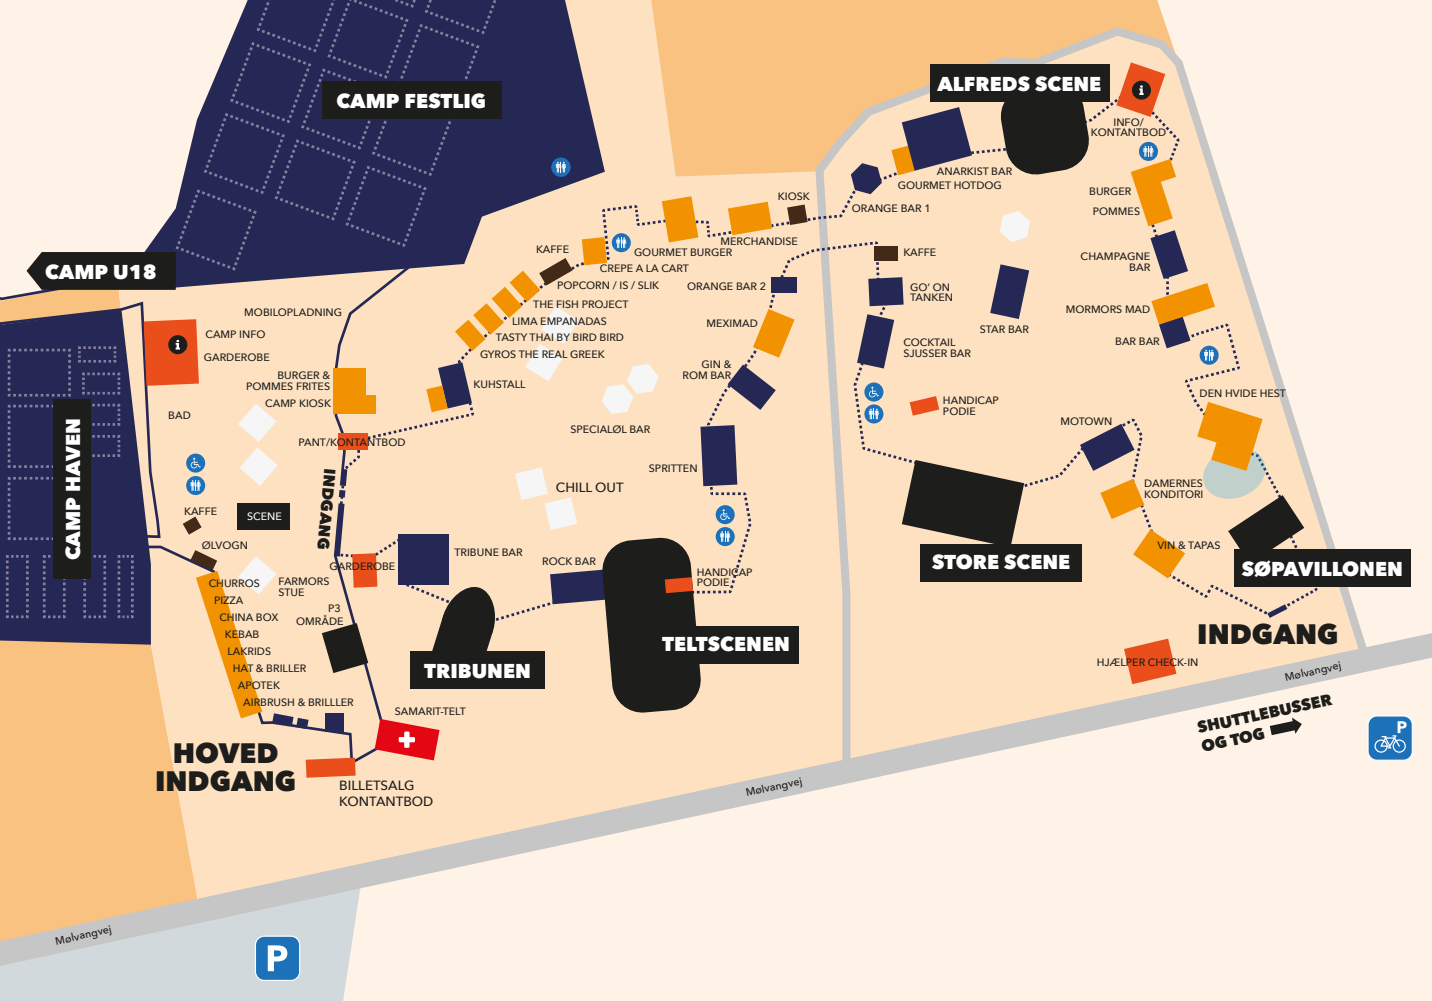 CAMP FESTLIG
ALFREDS SCENE
i
INFO/
KONTANTBOD
ANARKIST BAR
GOURMET HOTDOG
BURGER
POMMES
KIOSK
ORANGE BAR 1
MERCHANDISE
GOURMET BURGER
KAFFE
CREPE A LA CART
POPCORN / IS / SLIK
THE FISH PROJECT
LIMA EMPANADAS
TASTY THAI BY BIRD BIRD
GYROS THE REAL GREEK
KUHSTALL
CAMP U18
MOBILOPLADNING
i
CAMP INFO
GARDEROBE
BURGER &
POMMES FRITES
CAMP KIOSK
BAD
PANT/KONTANTBOD
CAMP HAVEN
INDGANG
KAFFE
SCENE
ØLVOGN
CHURROS
PIZZA
CHINA BOX
KEBAB
LAKRIDS
HAT & BRILLER
APOTEK
AIRBRUSH & BRILLLER
FARMORS
STUE
P3
OMRÅDE
GARDEROBE
TRIBUNE BAR
TRIBUNEN
SAMARIT-TELT
HOVED
INDGANG
BILLETSALG
KONTANTBOD
ORANGE BAR 2
MEXIMAD
GIN &
ROM BAR
SPECIALØL BAR
SPRITTEN
CHILL OUT
ROCK BAR
HANDICAP
PODIE
TELTSCENEN
KAFFE
GO' ON
TANKEN
COCKTAIL
SJUSSER BAR
STAR BAR
HANDICAP
PODIE
CHAMPAGNE
BAR
MORMORS MAD
BAR BAR
DEN HVIDE HEST
MOTOWN
DAMERNES
KONDITORI
VIN & TAPAS
STORE SCENE
SØPAVILLONEN
INDGANG
HJÆLPER CHECK-IN
Mølvangvej
SHUTTLEBUSSER
OG TOG
P
Mølvangvej
Mølvangvej
P